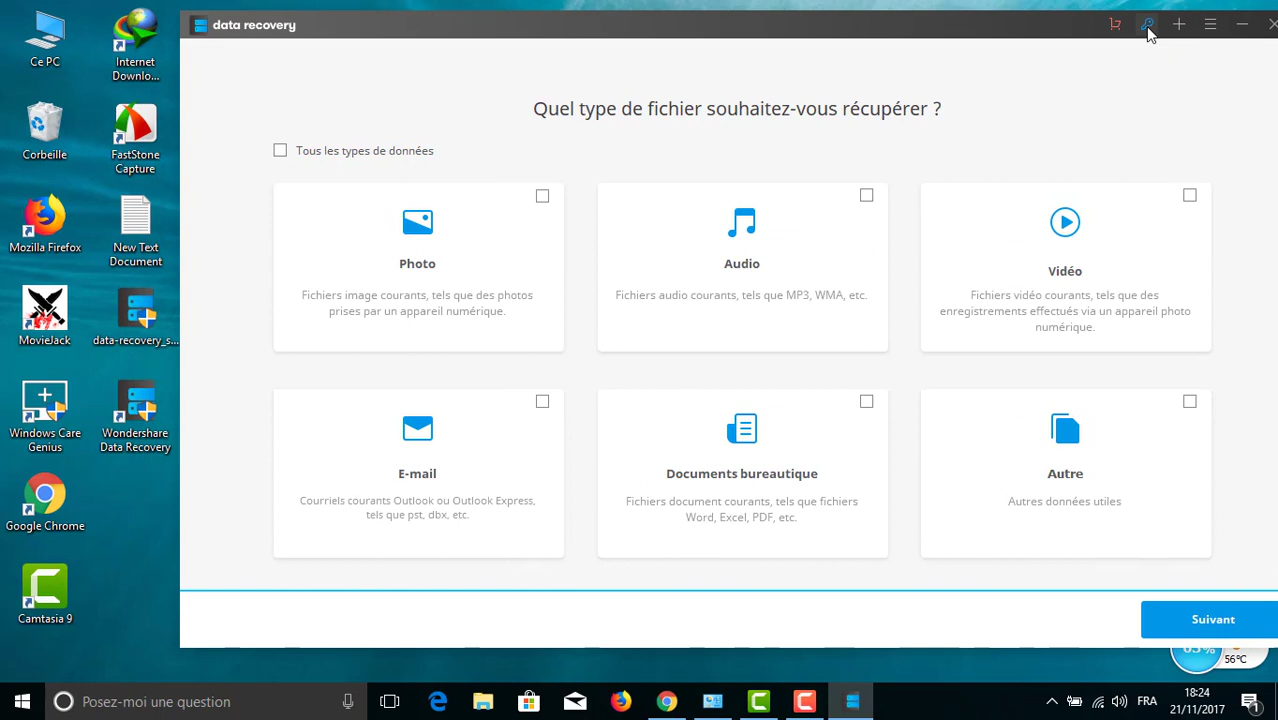 data recovery
Quel type de fichier souhaitez-vous récupérer ?
Tous les types de données
Photo
Fichiers image courants, tels que des photos
prises par un appareil numérique.
Audio
Fichiers audio courants, tels que MP3, WMA, etc.
Vidéo
Fichiers vidéo courants, tels que des
enregistrements effectués via un appareil photo
numérique.
E-mail
Courriels courants Outlook ou Outlook Express,
tels que pst, dbx, etc.
Documents bureautique
Fichiers document courants, tels que fichiers
Word, Excel, PDF, etc.
Autre
Autres données utiles
Suivant
Ce PC
Internet
Downlo...
Corbeille
FastStone
Capture
Mozilla Firefox
New Text
Document
MovieJack
data-recovery_s...
Windows Care
Genius
Wondershare
Data Recovery
Google Chrome
Camtasia 9
56°C
Posez-moi une question
FRA
18:24
21/11/2017
1